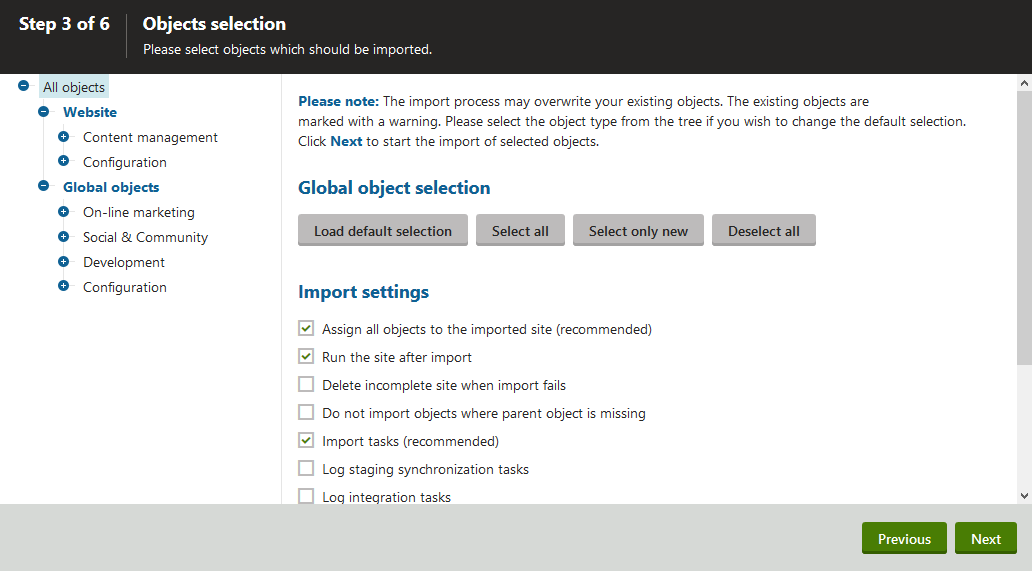 Step 3 of 6
Objects selection
Please select objects which should be imported.
All objects
Website
Content management
Configuration
Global objects
On-line marketing
Social & Community
Development
Configuration
Please note: The import process may overwrite your existing objects. The existing objects are
marked with a warning. Please select the object type from the tree if you wish to change the default selection.
Click Next to start the import of selected objects.
Global object selection
Load default selection
Select all
Select only new
Deselect all
Import settings
Assign all objects to the imported site (recommended)
Run the site after import
Delete incomplete site when import fails
Do not import objects where parent object is missing
Import tasks (recommended)
Log staging synchronization tasks
Log integration tasks
Previous
Next